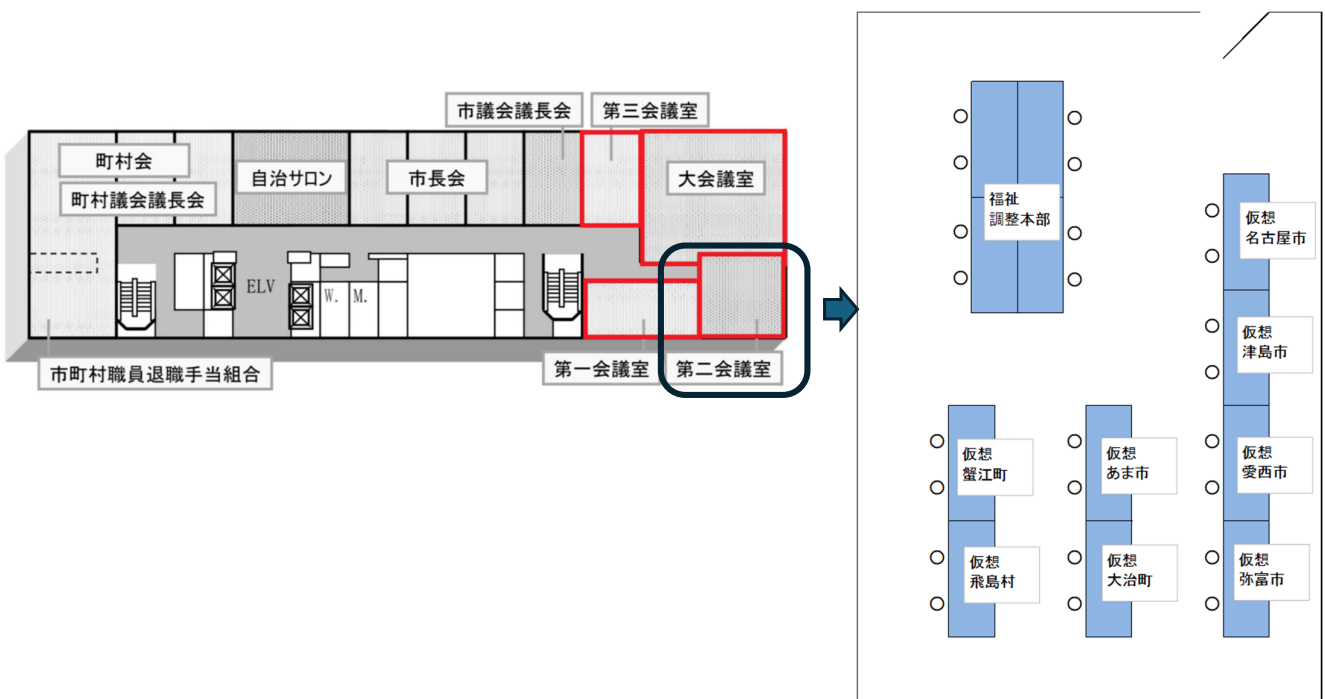 市議会議長会
第三会議室
町村会
町村議会議長会
自治サロン
市長会
大会議室
ELV
W.
M.
市町村職員退職手当組合
第一会議室
第二会議室
福祉
調整本部
仮想
名古屋市
仮想
津島市
仮想
蟹江町
仮想
あま市
仮想
愛西市
仮想
飛島村
仮想
大治町
仮想
弥富市